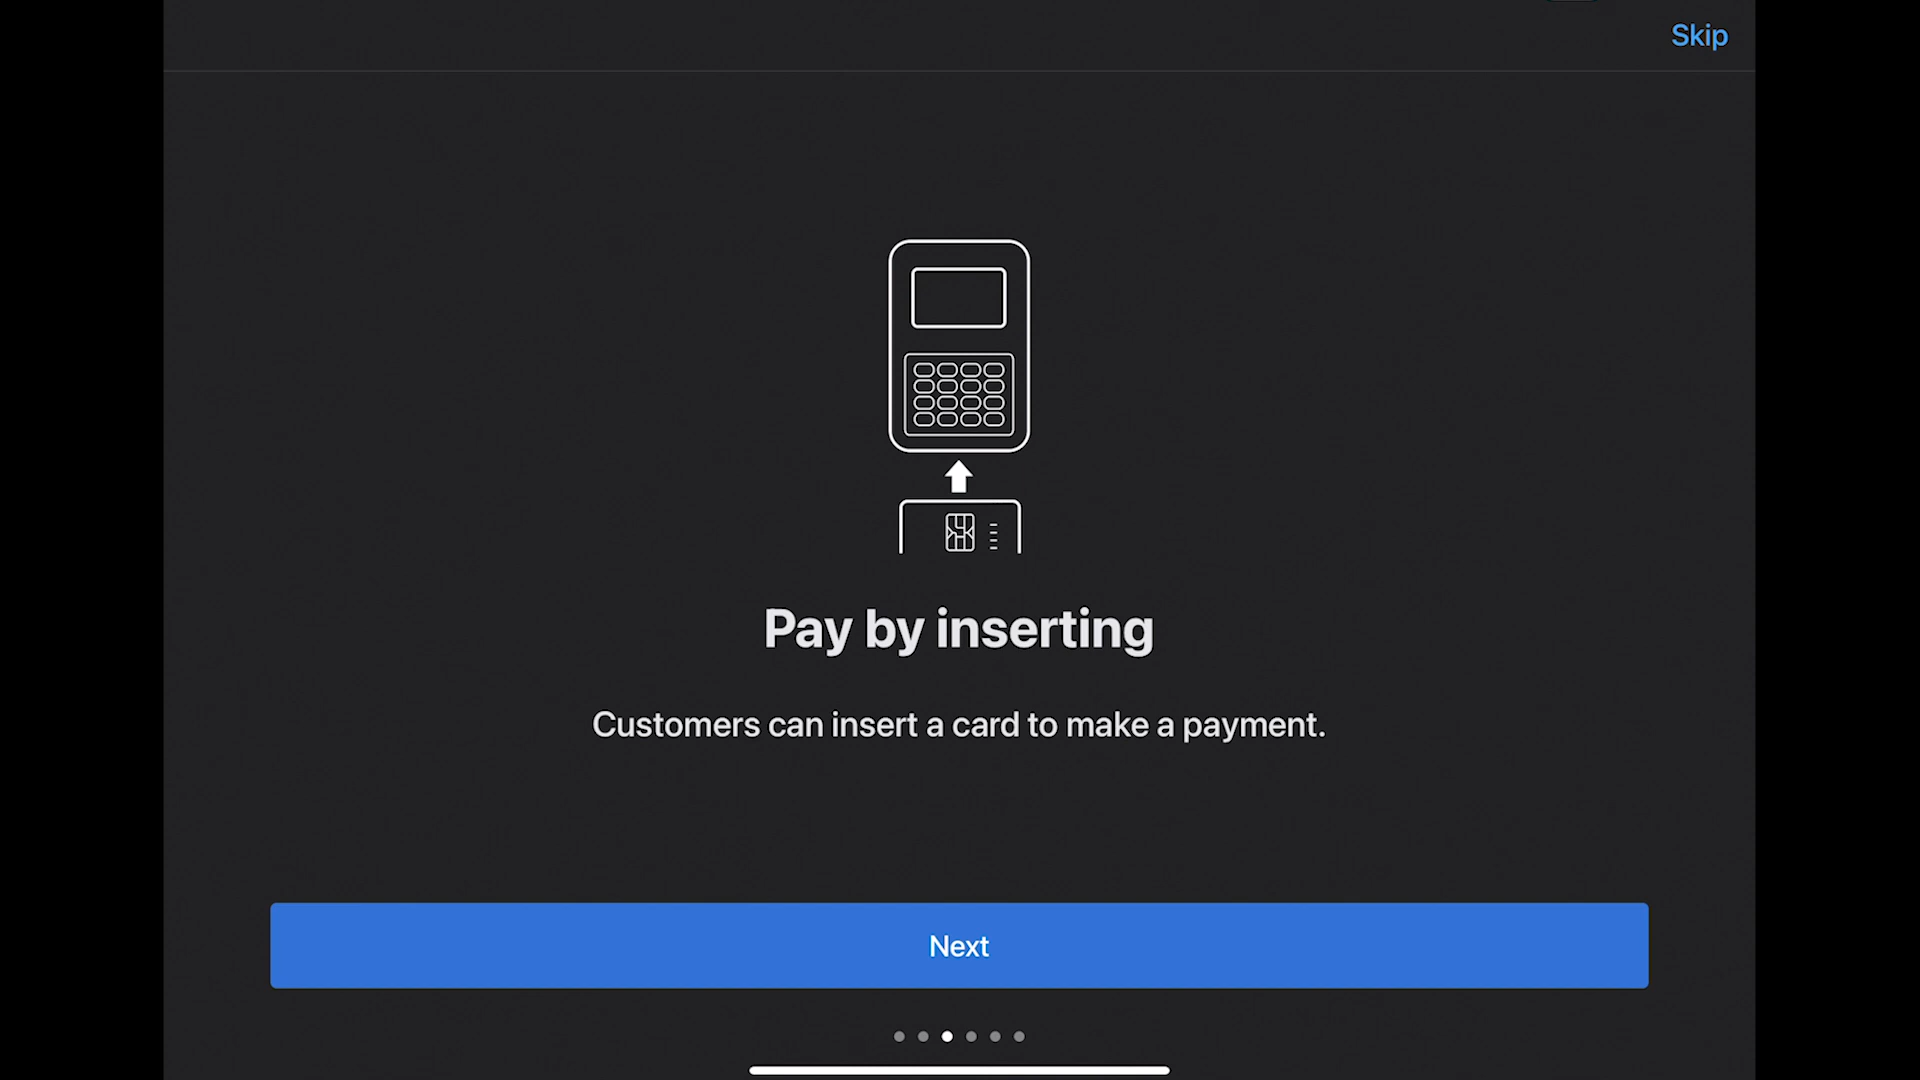 Skip
Pay by inserting
Customers can insert a card to make a payment.
Next